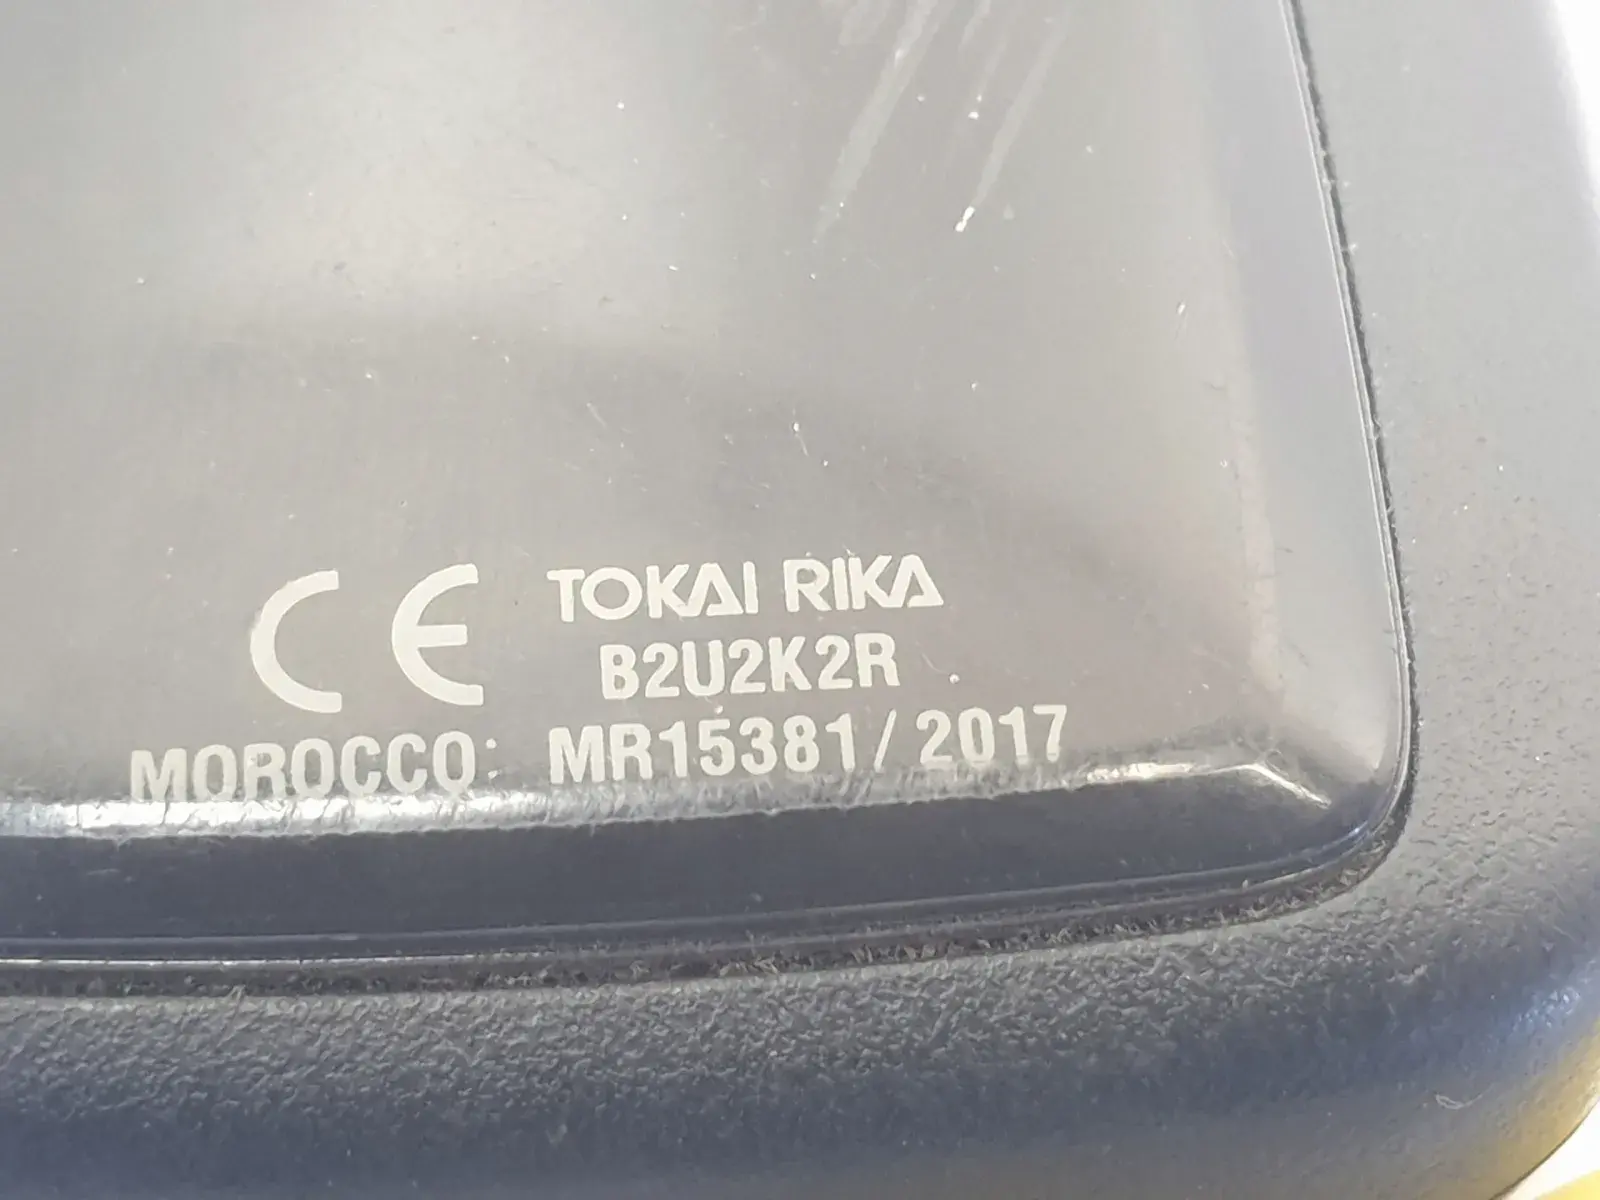 CE TOKAI RIKA
B2U2K2R
MOROCCO: MR15381/2017